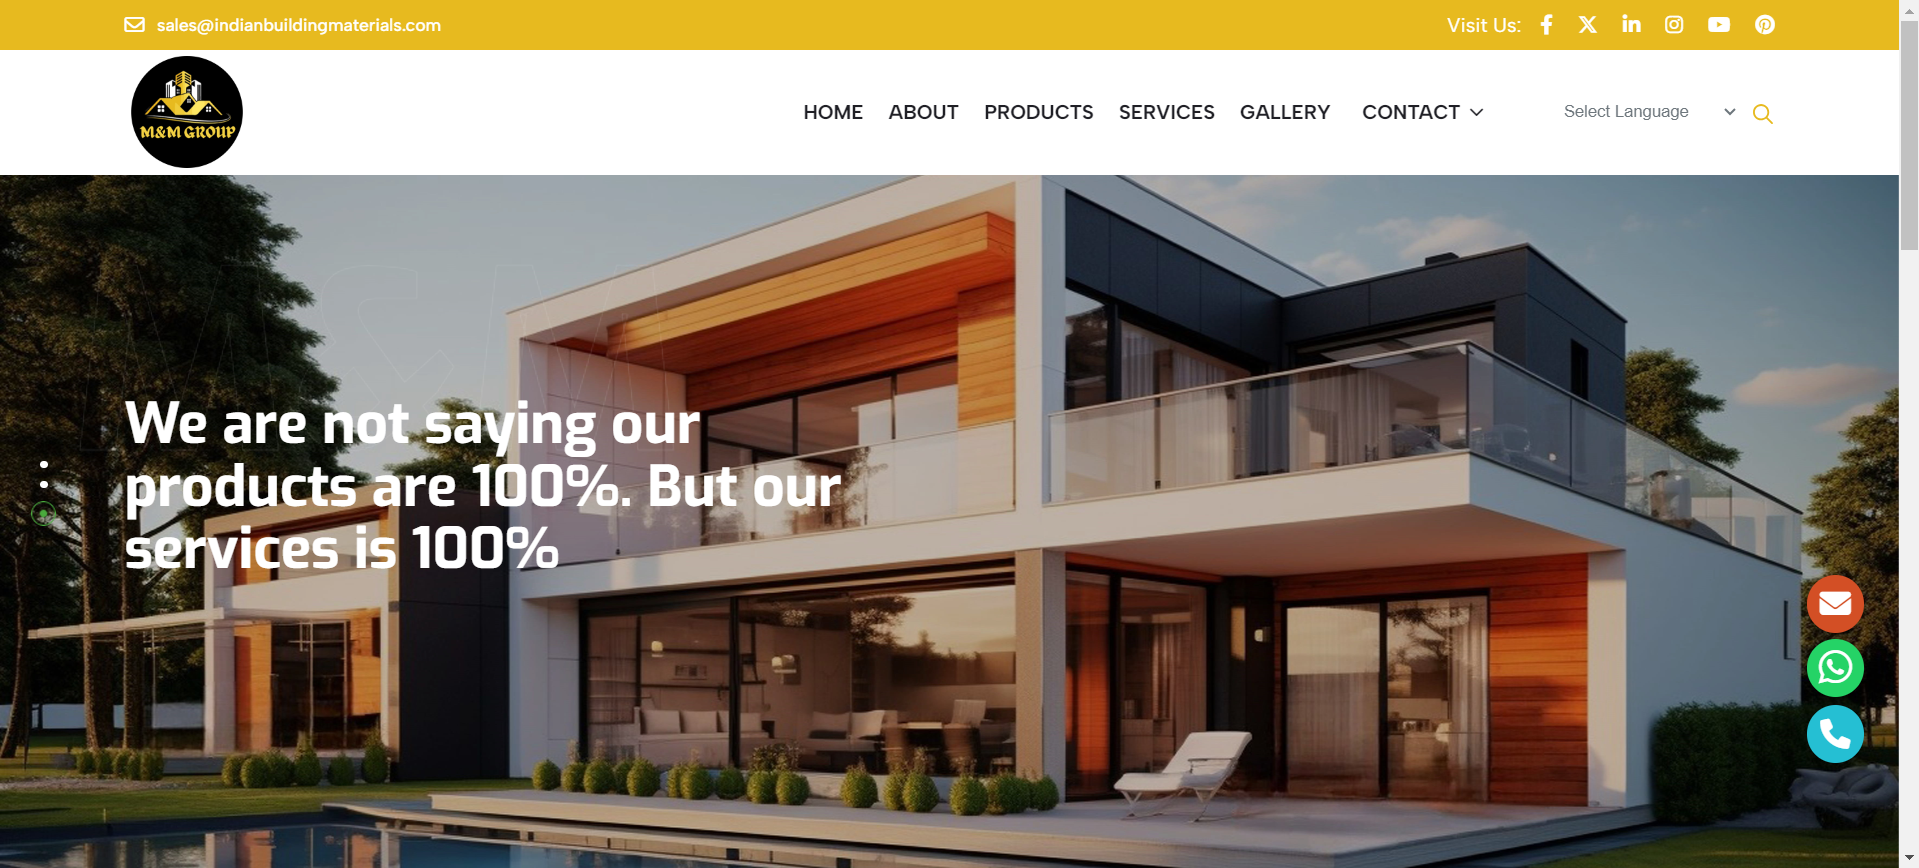 sales@indianbuildingmaterials.com
Visit Us:
M&M GROUP
HOME ABOUT PRODUCTS SERVICES GALLERY CONTACT
Select Language
M&M
We are not saying our
products are 100%. But our
services is 100%